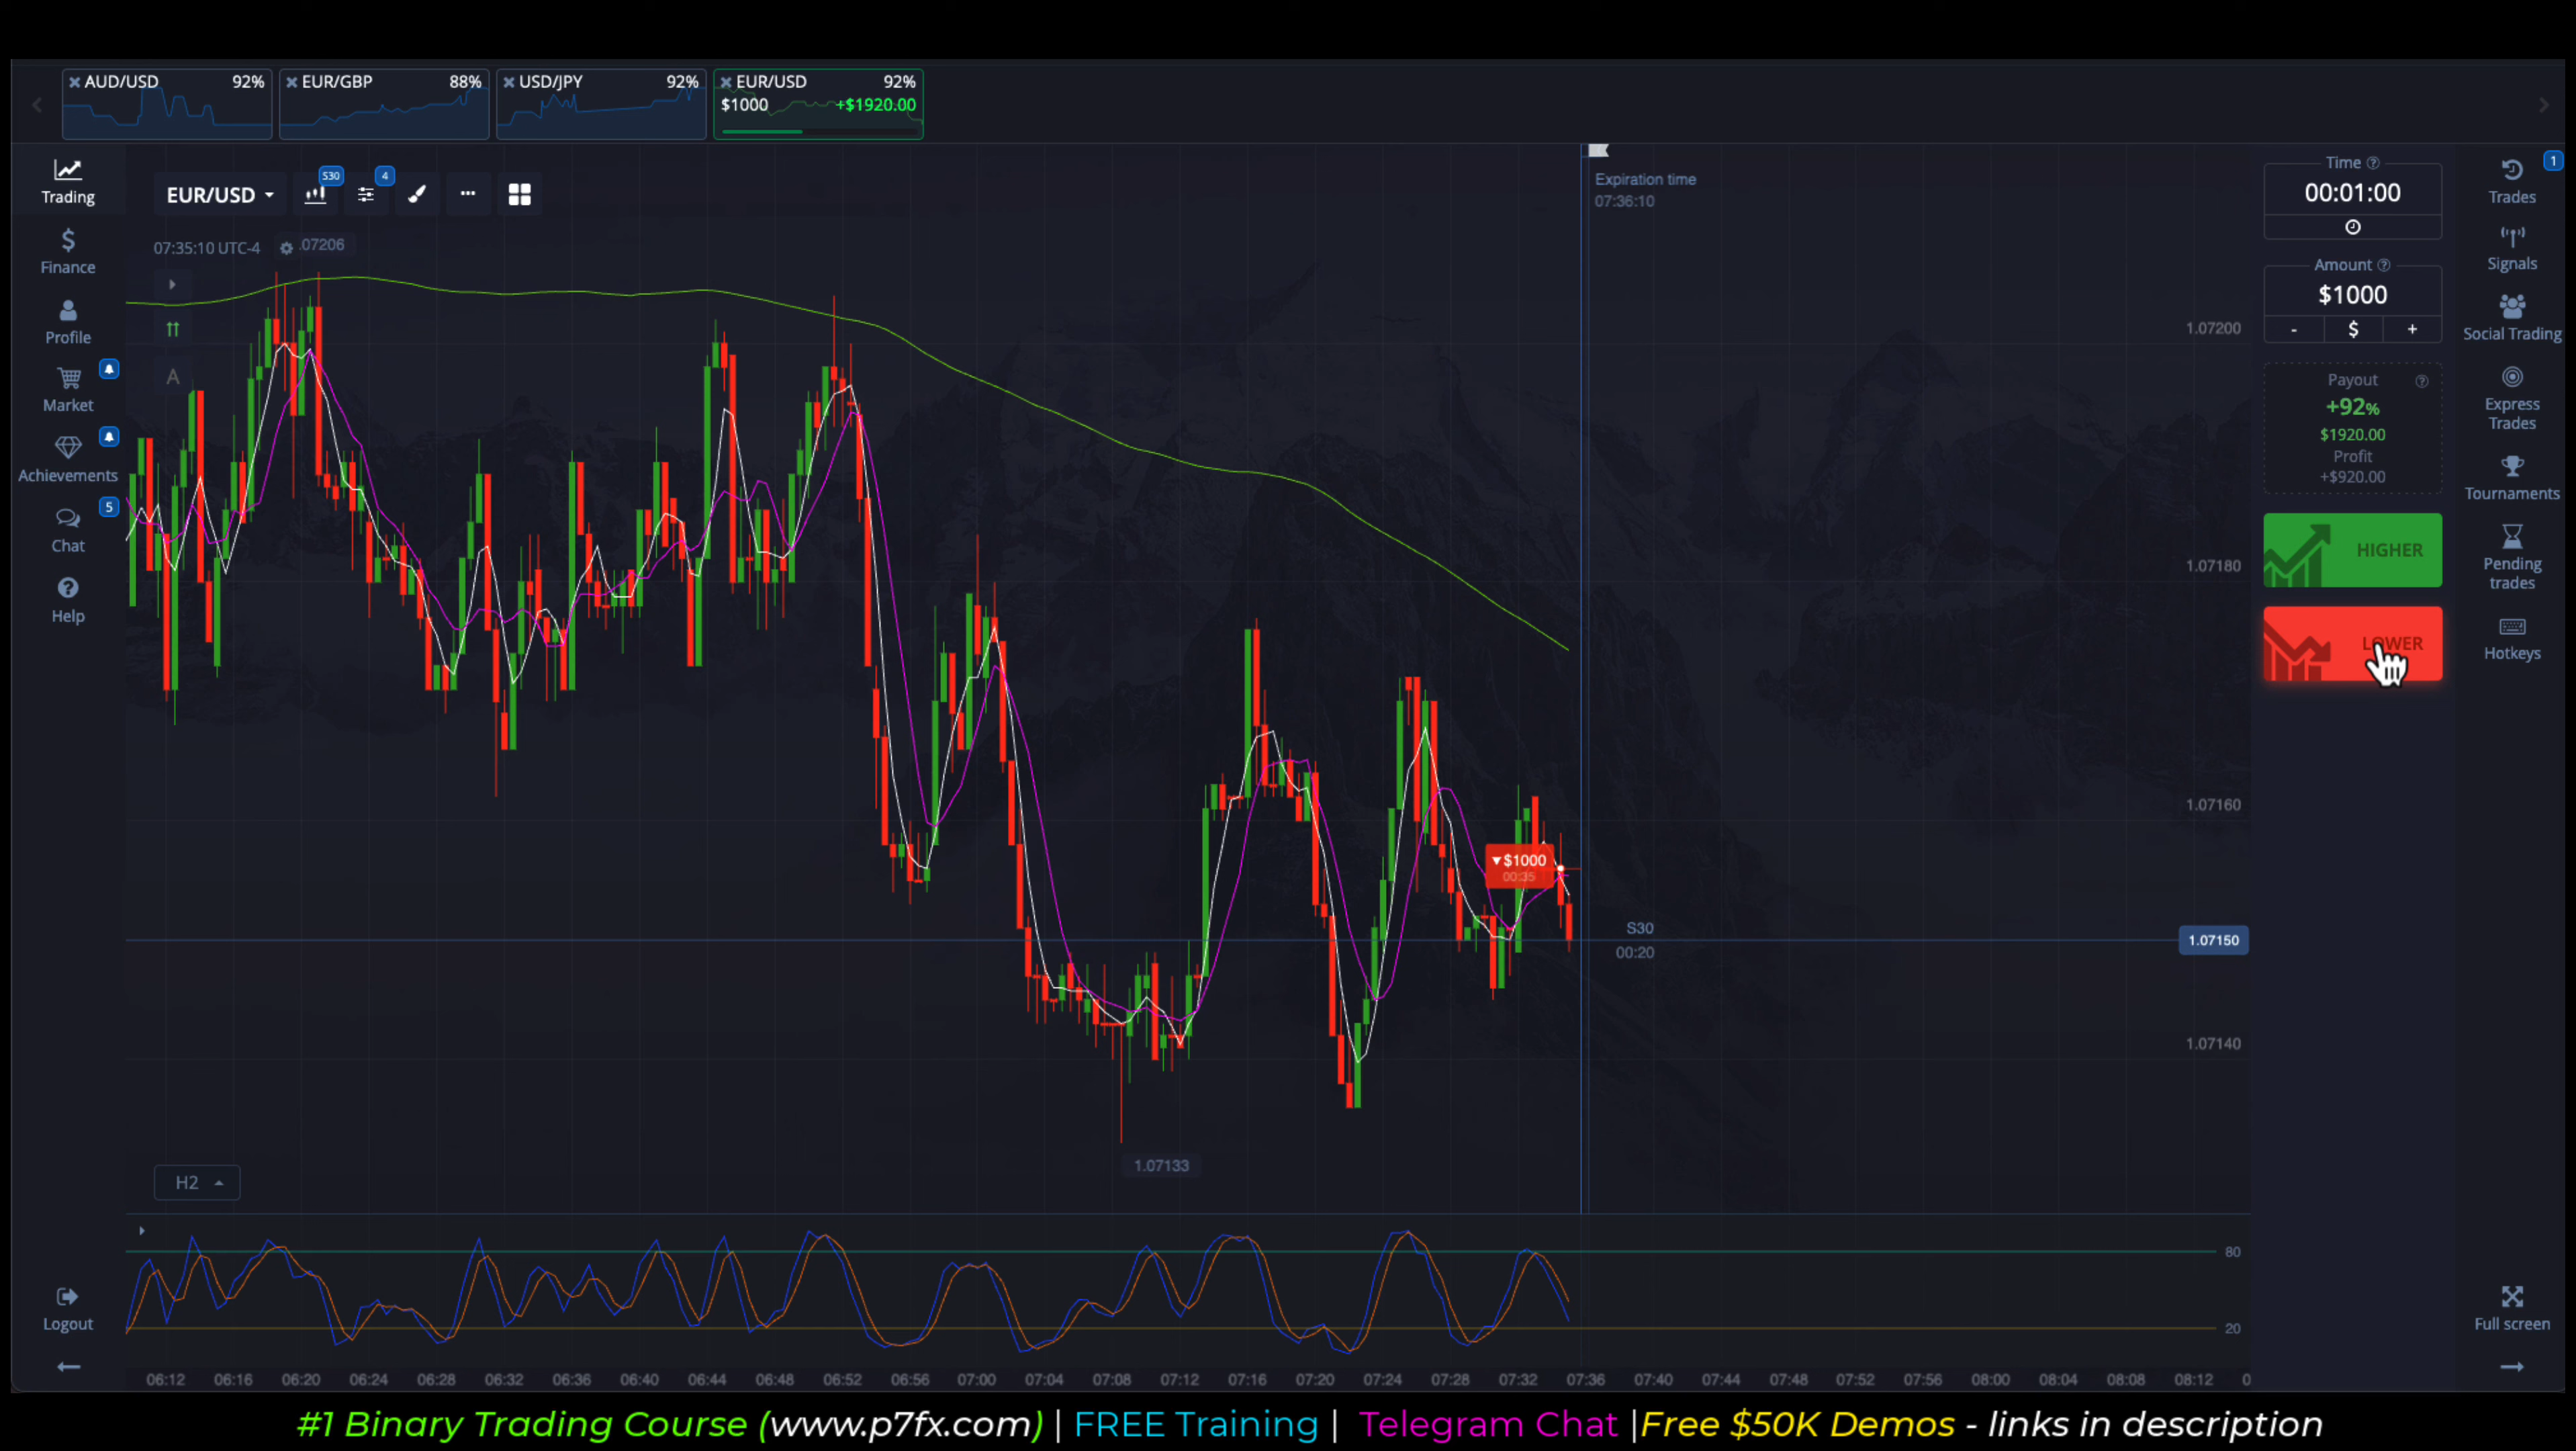 AUD/USD 92%
EUR/GBP 88%
USD/JPY 92%
EUR/USD 92%
$1000 +$1920.00
Trading
Finance
Profile
Market
Achievements
5
Chat
Help
Logout
EUR/USD
S30
4
07:35:10 UTC-4
.07206
A
Expiration time
07:36:10
1.07200
1.07180
1.07160
1.07150
1.07140
$1000
00:35
S30
00:20
1.07133
H2
80
20
06:12 06:16 06:20 06:24 06:28 06:32 06:36 06:40 06:44 06:48 06:52 06:56 07:00 07:04 07:08 07:12 07:16 07:20 07:24 07:28 07:32 07:36 07:40 07:44 07:48 07:52 07:56 08:00 08:04 08:08 08:12 0
Time
00:01:00
Amount
$1000
- $ +
Payout
+92%
$1920.00
Profit
+$920.00
HIGHER
LOWER
1
Trades
Signals
Social Trading
Express
Trades
Tournaments
Pending
trades
Hotkeys
Full screen
#1 Binary Trading Course (www.p7fx.com) | FREE Training | Telegram Chat |Free $50K Demos - links in description